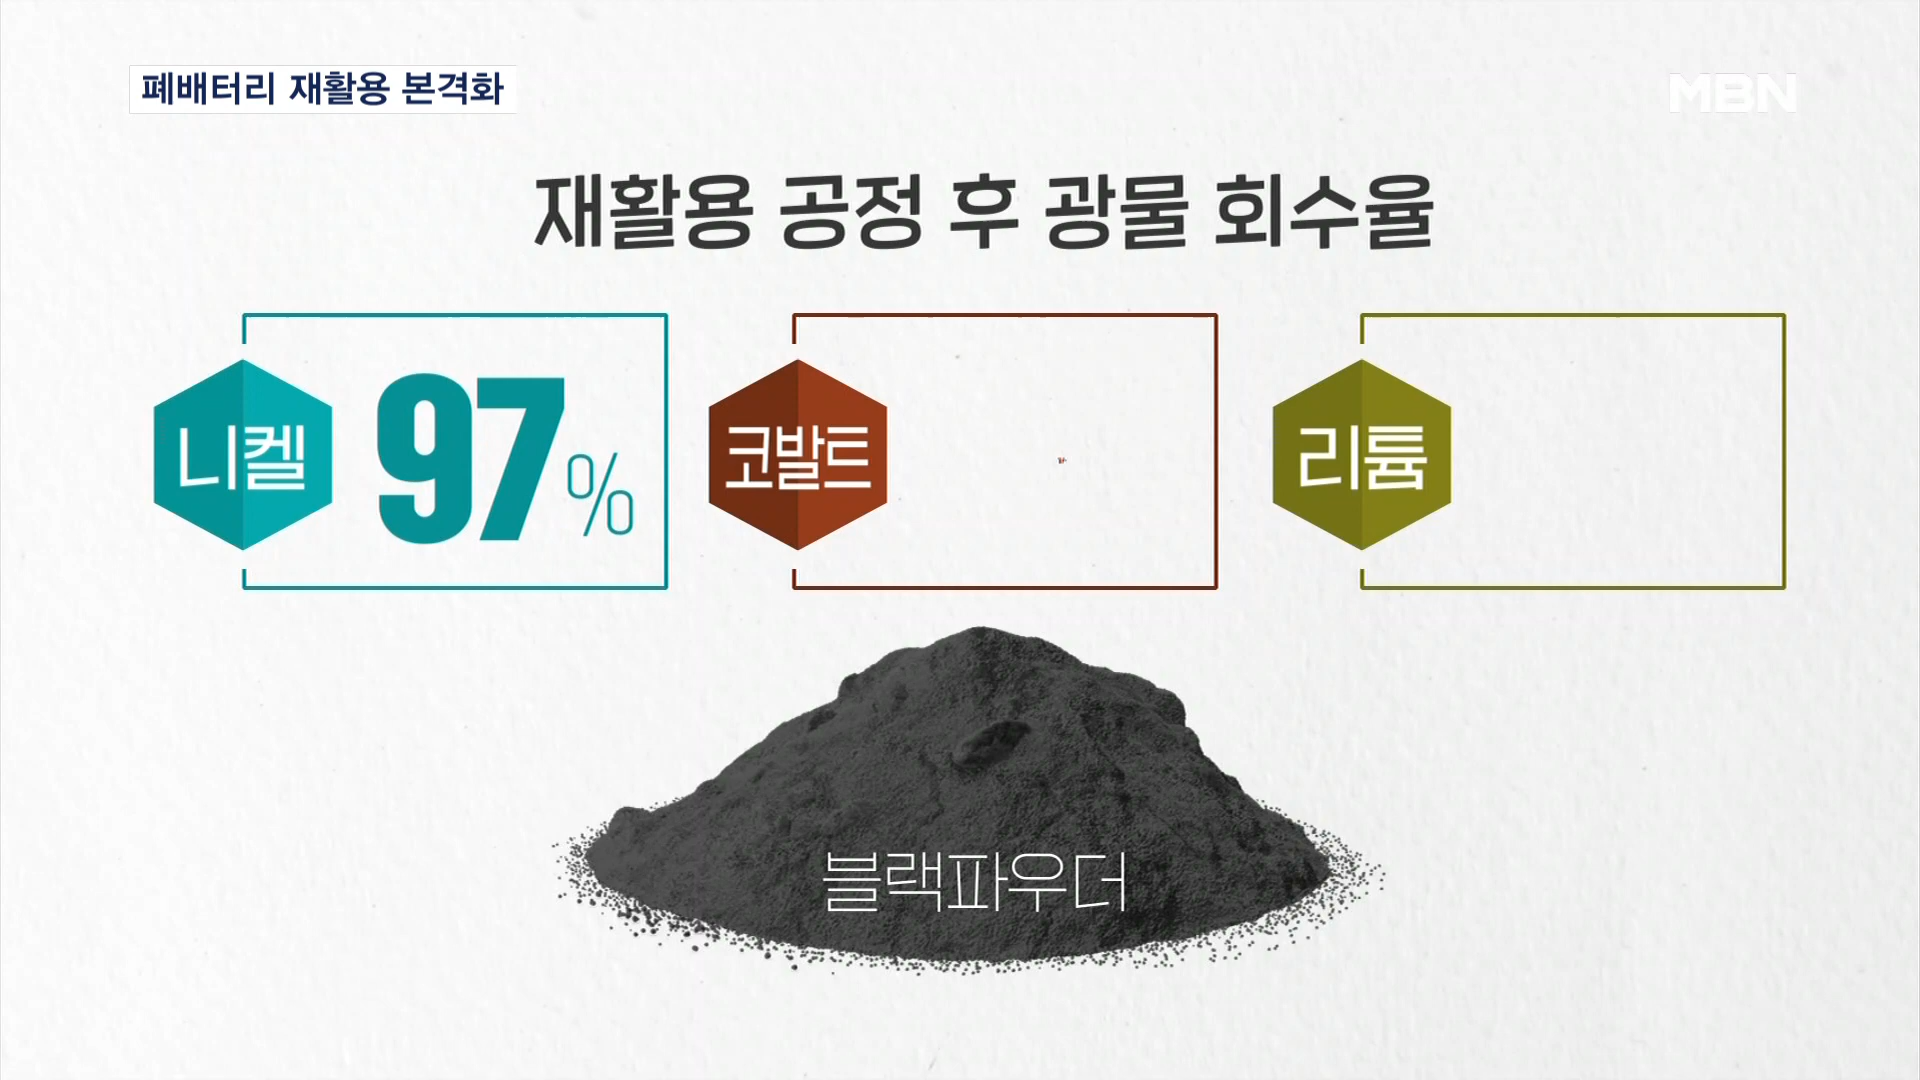 폐배터리 재활용 본격화
MBN
재활용 공정 후 광물 회수율
니켈
97%
코발트
리튬
블랙파우더